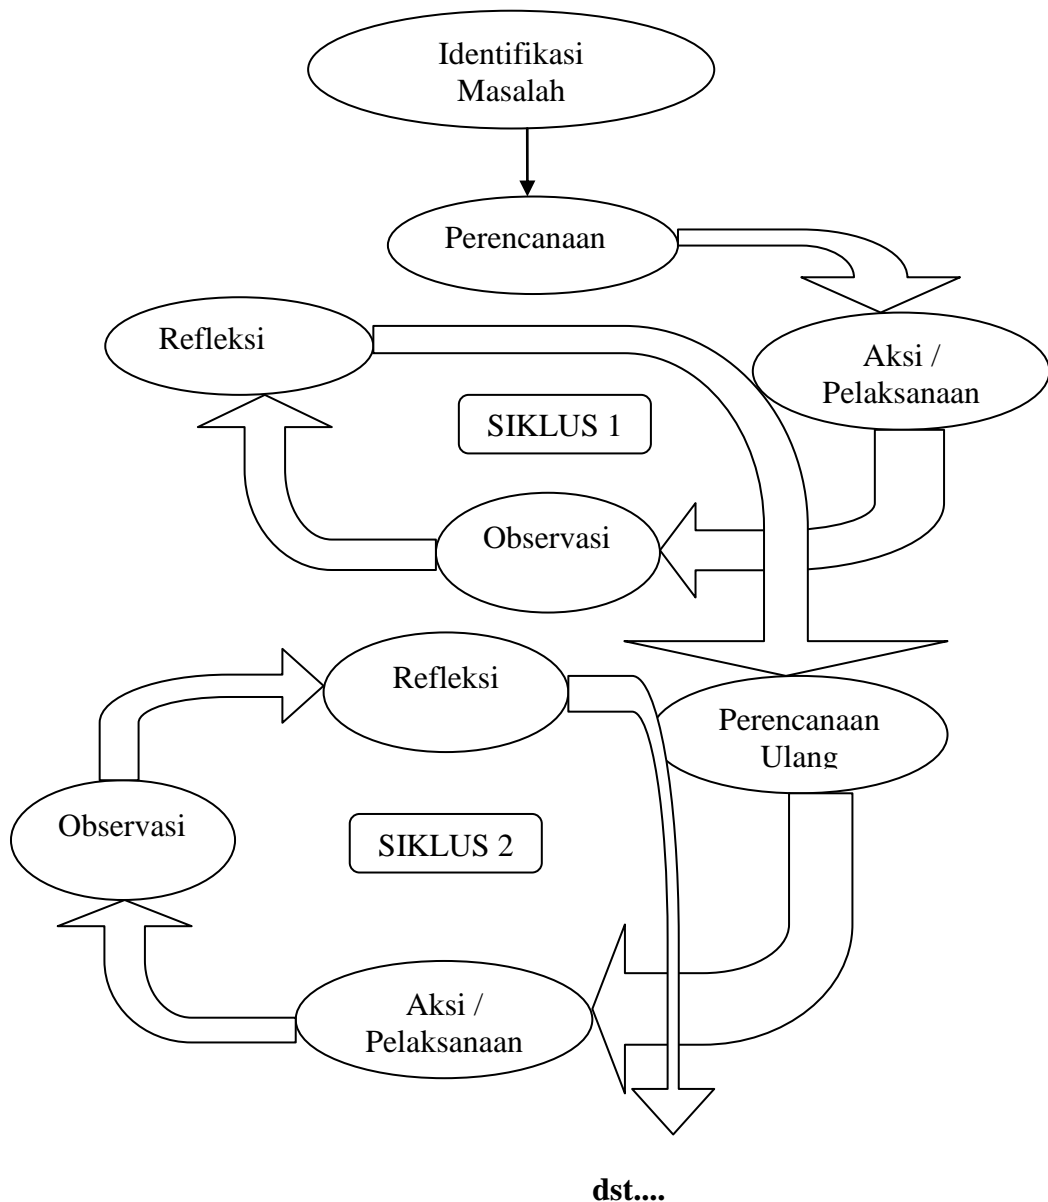 Identifikasi
Masalah
Perencanaan
Refleksi
Aksi /
Pelaksanaan
SIKLUS 1
Observasi
Refleksi
Perencanaan
Ulang
Observasi
SIKLUS 2
Aksi /
Pelaksanaan
dst....